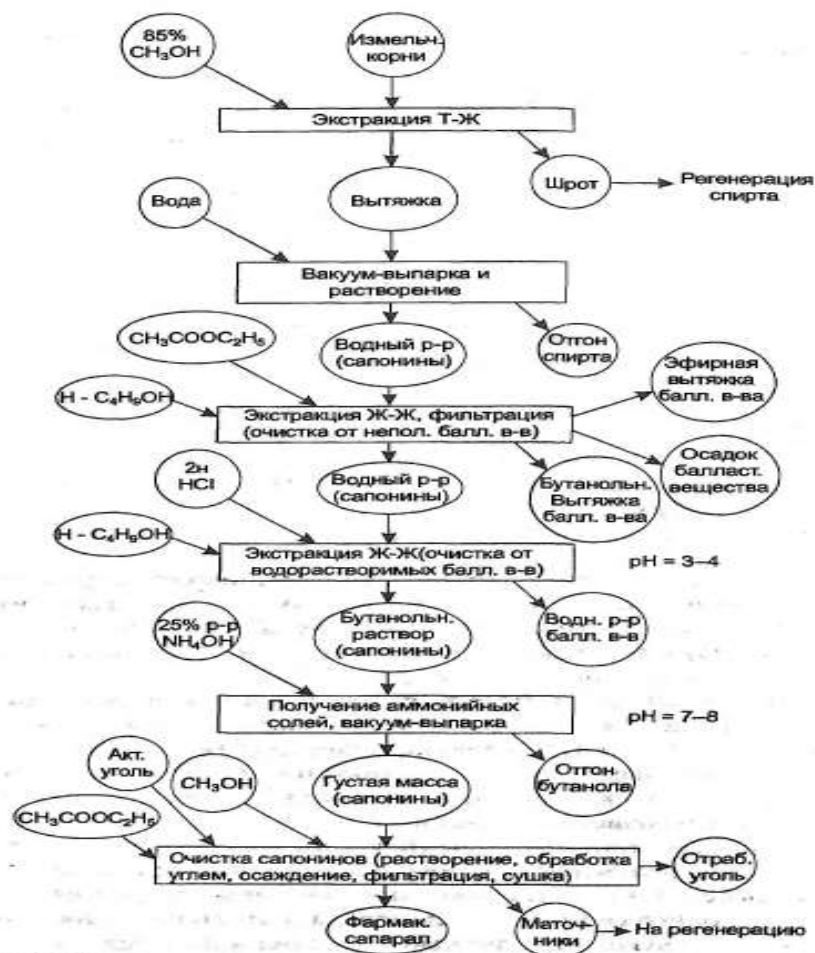 85%
CH₃OH
Измельч.
корни
Экстракция Т-Ж
Шрот
Регенерация
спирта
Вода
Вытяжка
Вакуум-выпарка и
растворение
CH₃COOC₂H₅
Водный р-р
(сапонины)
Отгон
спирта
Эфирная
вытяжка
балл. в-ва
Н - C₄H₉OH
Экстракция Ж-Ж, фильтрация
(очистка от непол. балл. в-в)
Осадок
балласт.
вещества
2н
HCl
Водный р-р
(сапонины)
Бутанольн.
Вытяжка
балл. в-ва
Н - C₄H₉OH
Экстракция Ж-Ж(очистка от
водорастворимых балл. в-в)
pH = 3–4
25% р-р
NH₄OH
Бутанольн.
раствор
(сапонины)
Водн. р-р
балл. в-в
Получение аммонийных
солей, вакуум-выпарка
pH = 7–8
Акт.
уголь
CH₃OH
Густая масса
(сапонины)
Отгон
бутанола
CH₃COOC₂H₅
Очистка сапонинов (растворение, обработка
углем, осаждение, фильтрация, сушка)
Отраб.
уголь
Фармак.
сапарал
Маточ-
ники
На регенерацию